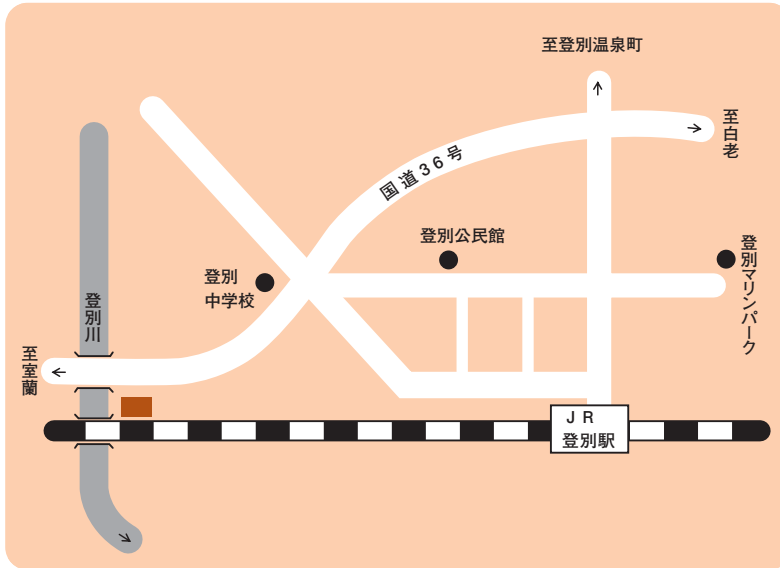 至登別温泉町
至白老
国道36号
登別公民館
登別マリンパーク
登別
中学校
登別川
至室蘭
JR
登別駅